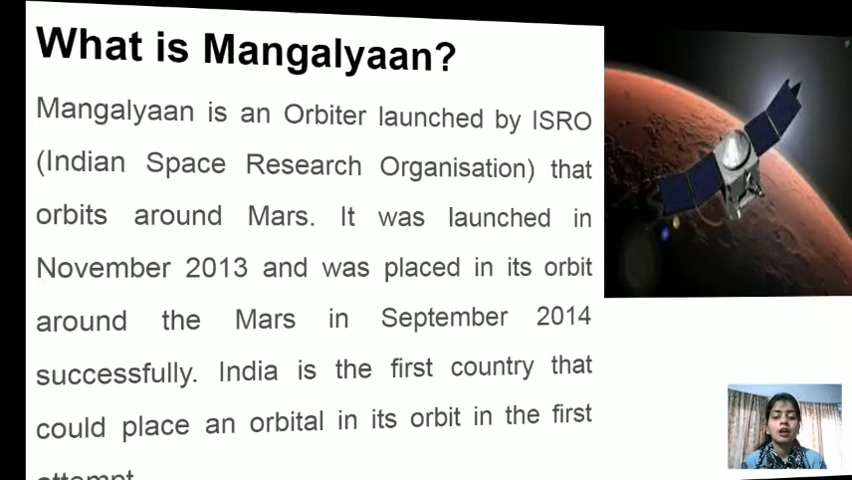 What is Mangalyaan?
Mangalyaan is an Orbiter launched by ISRO
(Indian Space Research Organisation) that
orbits around Mars. It was launched in
November 2013 and was placed in its orbit
around the Mars in September 2014
successfully. India is the first country that
could place an orbital in its orbit in the first
attempt.